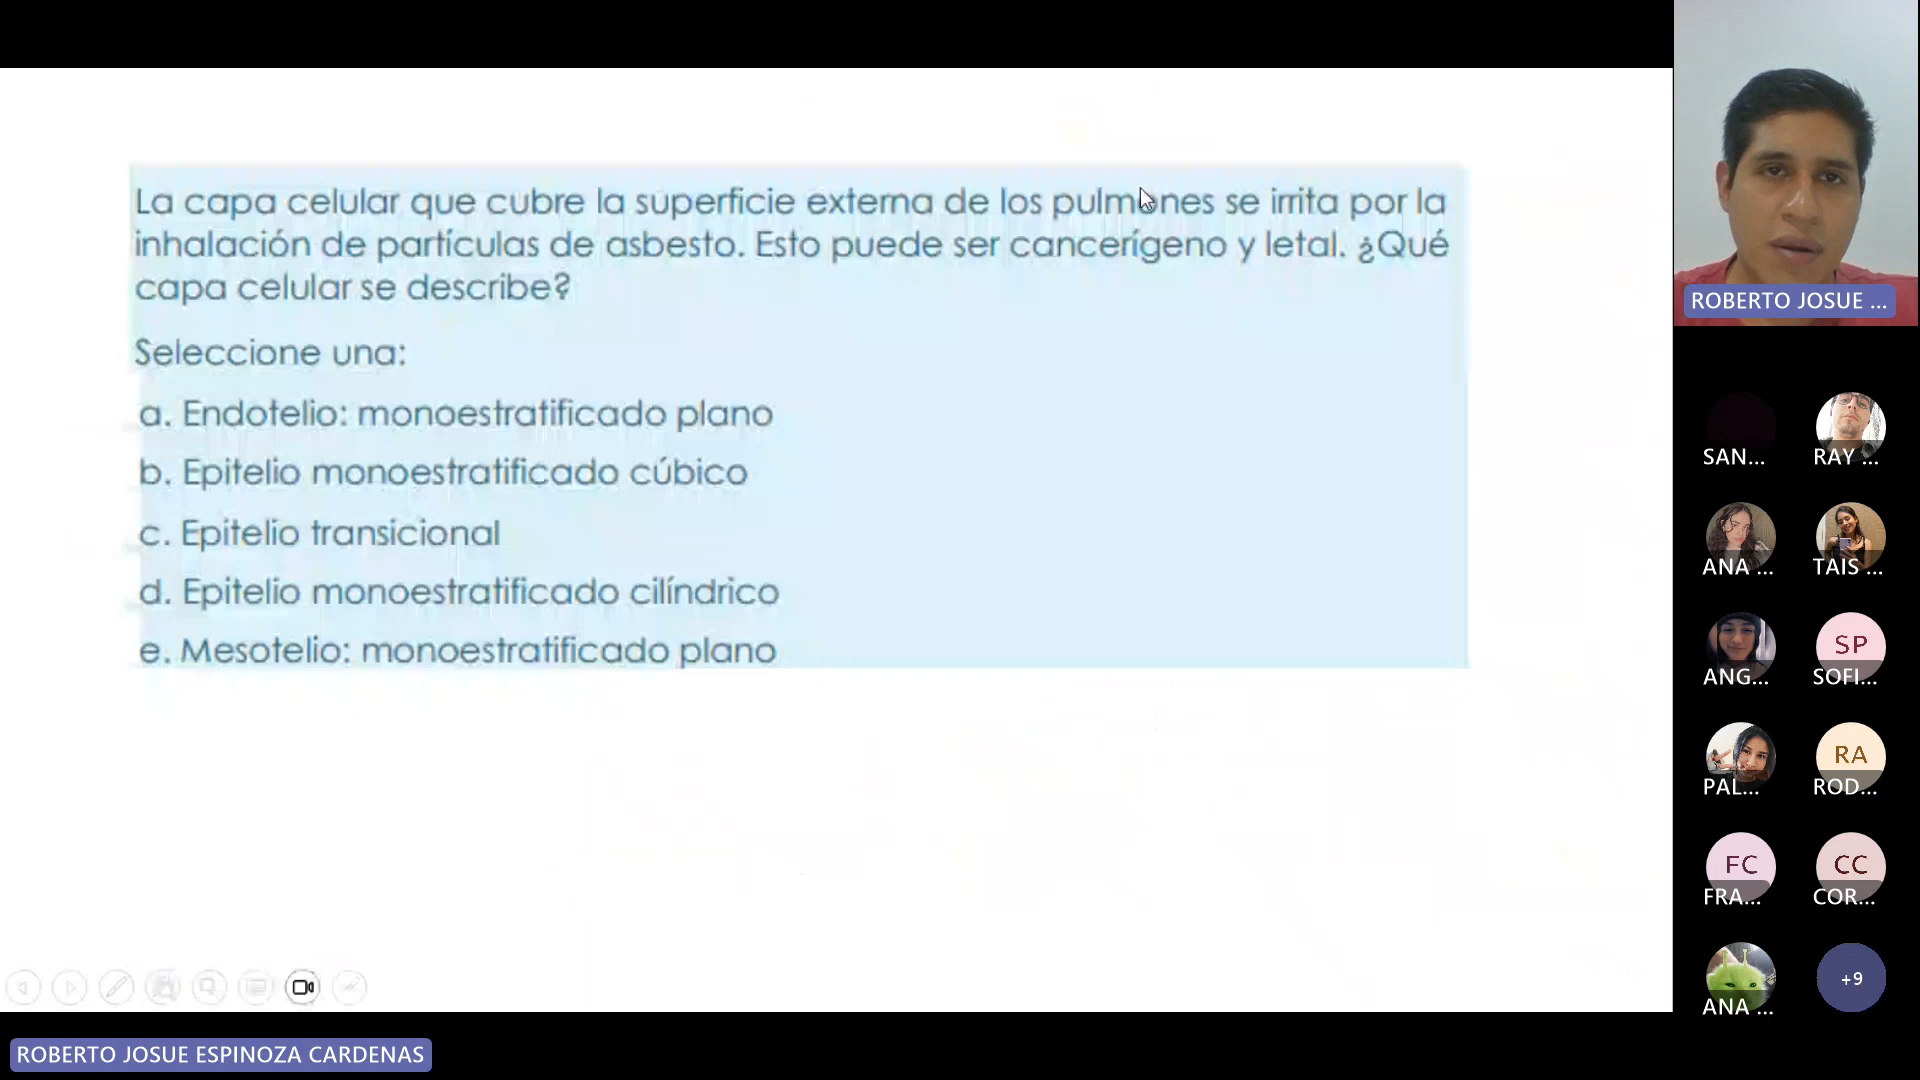 La capa celular que cubre la superficie externa de los pulmones se irrita por la
inhalación de partículas de asbesto. Esto puede ser cancerígeno y letal. ¿Qué
capa celular se describe?
Seleccione una:
a. Endotelio: monoestratificado plano
b. Epitelio monoestratificado cúbico
c. Epitelio transicional
d. Epitelio monoestratificado cilíndrico
e. Mesotelio: monoestratificado plano
ROBERTO JOSUE ...
SAN...
RAY ...
ANA ...
TAIS ...
ANG...
SP
SOFI...
PAL...
RA
ROD...
FC
FRA...
CC
COR...
ANA ...
+9
ROBERTO JOSUE ESPINOZA CARDENAS